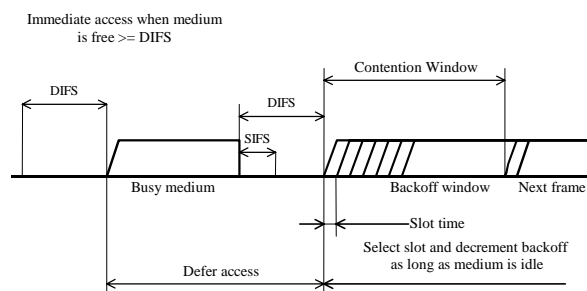 Immediate access when medium
is free >= DIFS
Contention Window
DIFS
DIFS
SIFS
Busy medium
Backoff window
Next frame
Slot time
Select slot and decrement backoff
as long as medium is idle
Defer access